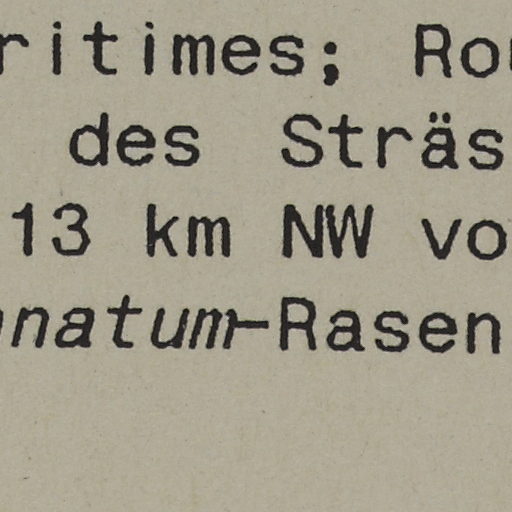 ritimes; Ro
des Sträs
13 km NW vo
natum-Rasen